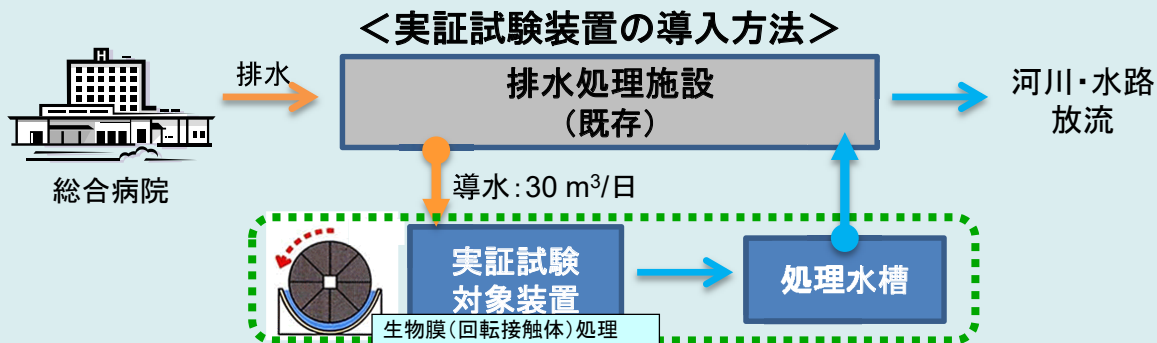 ＜実証試験装置の導入方法＞
H
排水
排水処理施設
（既存）
河川・水路
放流
総合病院
導水：30 m³/日
実証試験
対象装置
処理水槽
生物膜（回転接触体）処理